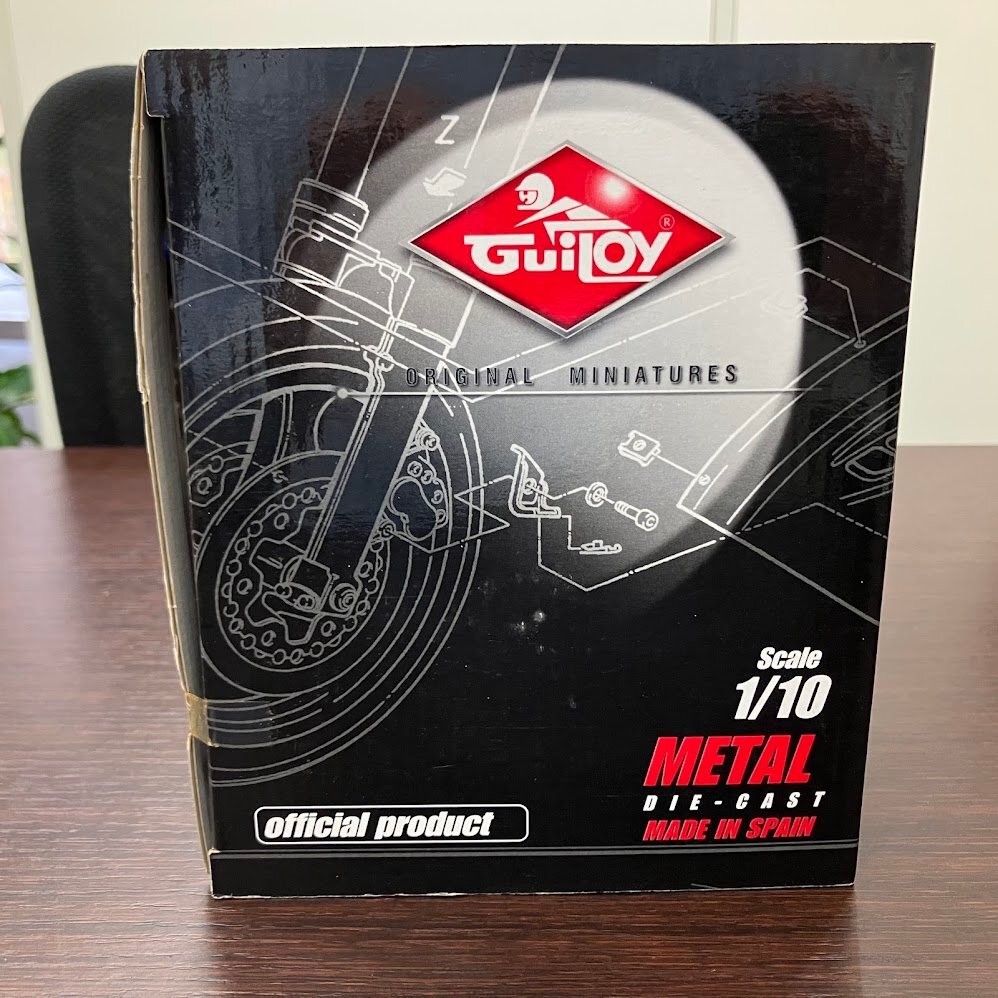 Z
GuiLOY ®
ORIGINAL MINIATURES
Scale
1/10
METAL
DIE-CAST
MADE IN SPAIN
official product